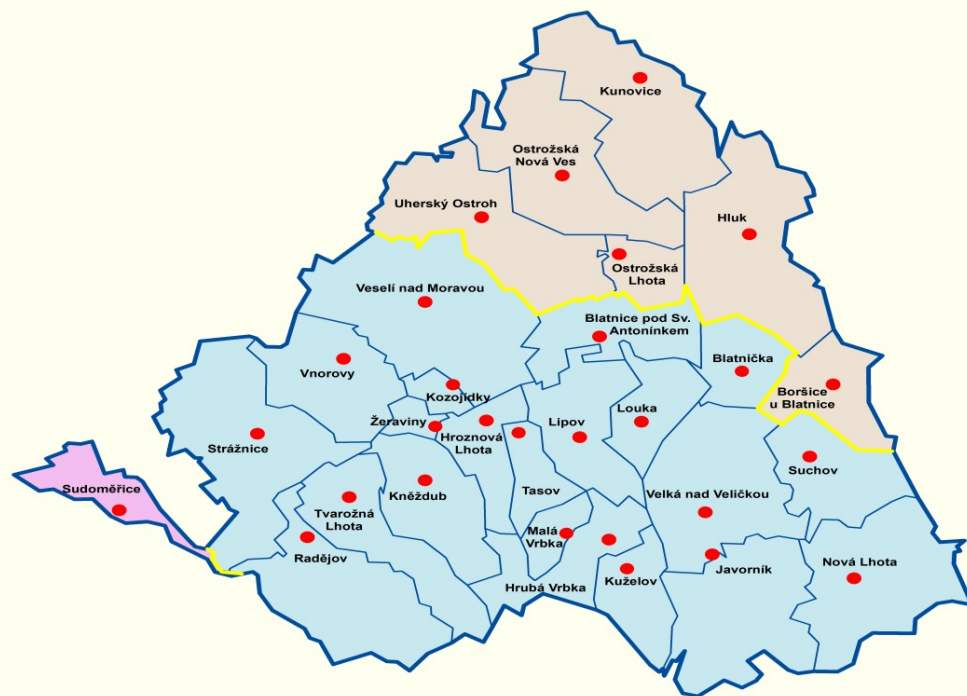 Kunovice
Ostrožská
Nová Ves
Uherský Ostroh
Hluk
Ostrožská
Lhota
Veselí nad Moravou
Blatnice pod Sv.
Antonínkem
Vnorovy
Blatnička
Kozojídky
Boršice
u Blatnice
Žeraviny
Hroznová
Lhota
Lipov
Louka
Strážnice
Suchov
Sudoměřice
Kněždub
Tasov
Velká nad Veličkou
Tvarožná
Lhota
Malá
Vrbka
Radějov
Hrubá Vrbka
Kuželov
Javorník
Nová Lhota